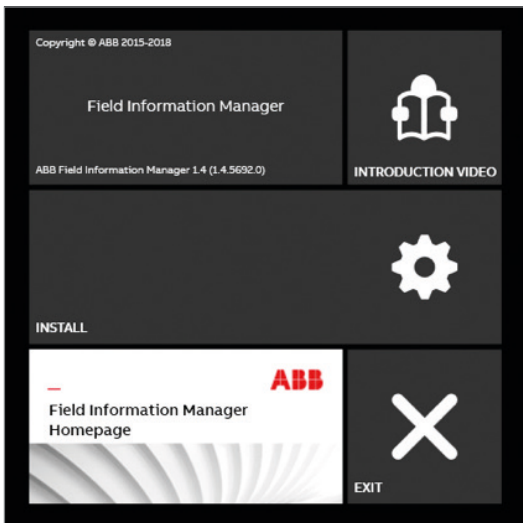 Copyright © ABB 2015-2018
Field Information Manager
ABB Field Information Manager 1.4 (1.4.5692.0)
INTRODUCTION VIDEO
INSTALL
ABB
Field Information Manager
Homepage
EXIT